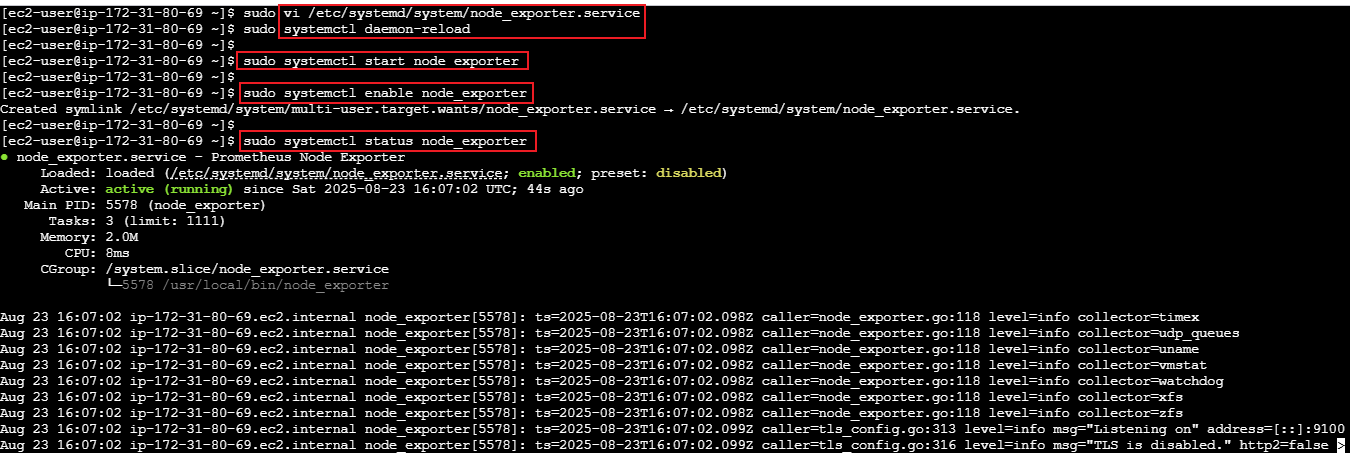 [ec2-user@ip-172-31-80-69 ~]$ sudo vi /etc/systemd/system/node_exporter.service
[ec2-user@ip-172-31-80-69 ~]$ sudo systemctl daemon-reload
[ec2-user@ip-172-31-80-69 ~]$
[ec2-user@ip-172-31-80-69 ~]$ sudo systemctl start node exporter
[ec2-user@ip-172-31-80-69 ~]$
[ec2-user@ip-172-31-80-69 ~]$ sudo systemctl enable node_exporter
Created symlink /etc/systemd/system/multi-user.target.wants/node_exporter.service → /etc/systemd/system/node_exporter.service.
[ec2-user@ip-172-31-80-69 ~]$
[ec2-user@ip-172-31-80-69 ~]$ sudo systemctl status node_exporter
● node_exporter.service - Prometheus Node Exporter
     Loaded: loaded (/etc/systemd/system/node_exporter.service; enabled; preset: disabled)
     Active: active (running) since Sat 2025-08-23 16:07:02 UTC; 44s ago
   Main PID: 5578 (node_exporter)
      Tasks: 3 (limit: 1111)
     Memory: 2.0M
        CPU: 8ms
     CGroup: /system.slice/node_exporter.service
             └─5578 /usr/local/bin/node_exporter
Aug 23 16:07:02 ip-172-31-80-69.ec2.internal node_exporter[5578]: ts=2025-08-23T16:07:02.098Z caller=node_exporter.go:118 level=info collector=timex
Aug 23 16:07:02 ip-172-31-80-69.ec2.internal node_exporter[5578]: ts=2025-08-23T16:07:02.098Z caller=node_exporter.go:118 level=info collector=udp_queues
Aug 23 16:07:02 ip-172-31-80-69.ec2.internal node_exporter[5578]: ts=2025-08-23T16:07:02.098Z caller=node_exporter.go:118 level=info collector=uname
Aug 23 16:07:02 ip-172-31-80-69.ec2.internal node_exporter[5578]: ts=2025-08-23T16:07:02.098Z caller=node_exporter.go:118 level=info collector=vmstat
Aug 23 16:07:02 ip-172-31-80-69.ec2.internal node_exporter[5578]: ts=2025-08-23T16:07:02.098Z caller=node_exporter.go:118 level=info collector=watchdog
Aug 23 16:07:02 ip-172-31-80-69.ec2.internal node_exporter[5578]: ts=2025-08-23T16:07:02.098Z caller=node_exporter.go:118 level=info collector=xfs
Aug 23 16:07:02 ip-172-31-80-69.ec2.internal node_exporter[5578]: ts=2025-08-23T16:07:02.098Z caller=node_exporter.go:118 level=info collector=zfs
Aug 23 16:07:02 ip-172-31-80-69.ec2.internal node_exporter[5578]: ts=2025-08-23T16:07:02.099Z caller=tls_config.go:313 level=info msg="Listening on" address=[::]:9100
Aug 23 16:07:02 ip-172-31-80-69.ec2.internal node_exporter[5578]: ts=2025-08-23T16:07:02.099Z caller=tls_config.go:316 level=info msg="TLS is disabled." http2=false >